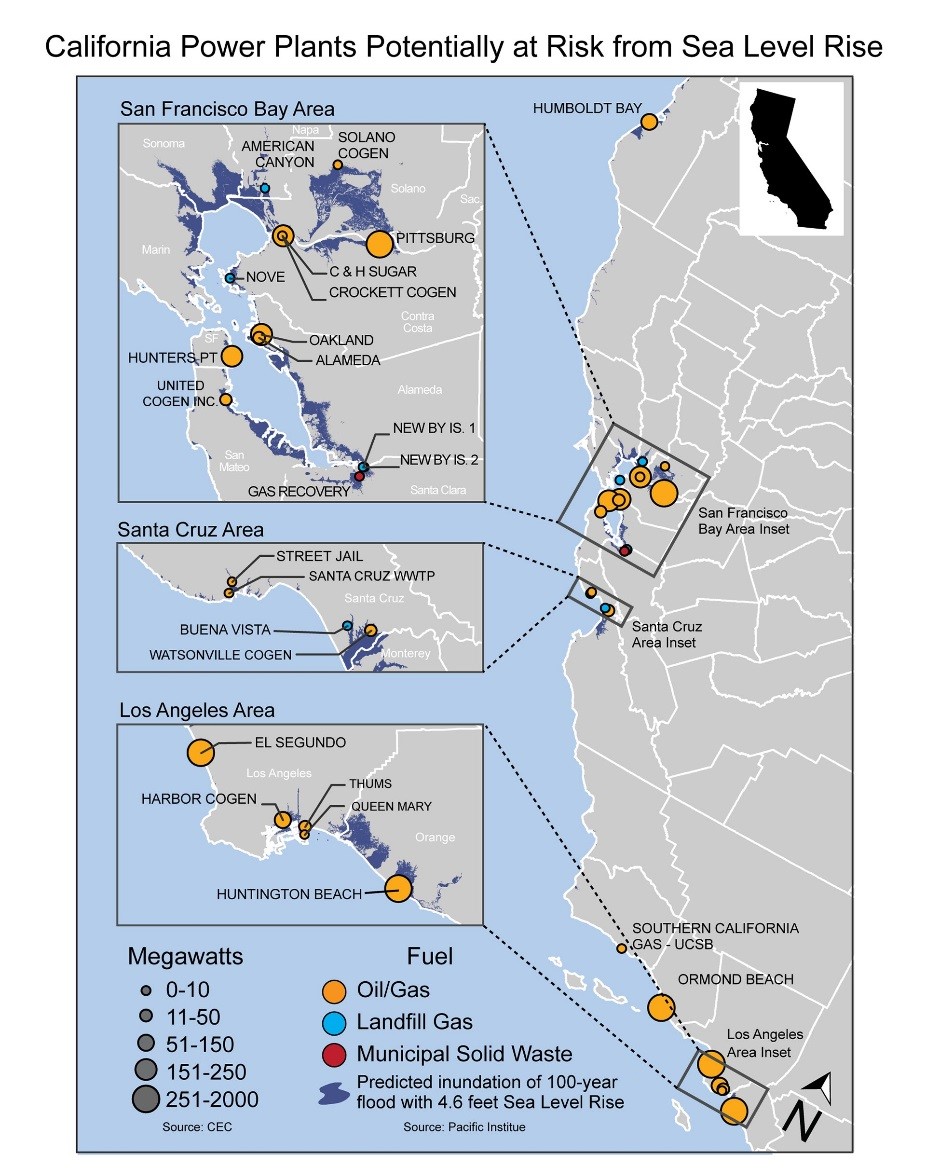 California Power Plants Potentially at Risk from Sea Level Rise
San Francisco Bay Area
HUMBOLDT BAY
Sonoma
Napa
AMERICAN
CANYON
SOLANO
COGEN
Solano
Sac.
Marin
PITTSBURG
NOVE
C & H SUGAR
CROCKETT COGEN
Contra
Costa
SF
OAKLAND
HUNTERS PT
ALAMEDA
UNITED
COGEN INC.
Alameda
NEW BY IS. 1
San
Mateo
NEW BY IS. 2
GAS RECOVERY
Santa Clara
San Francisco
Bay Area Inset
Santa Cruz Area
STREET JAIL
SANTA CRUZ WWTP
Santa Cruz
BUENA VISTA
WATSONVILLE COGEN
Monterey
Santa Cruz
Area Inset
Los Angeles Area
EL SEGUNDO
Los Angeles
THUMS
HARBOR COGEN
QUEEN MARY
Orange
HUNTINGTON BEACH
SOUTHERN CALIFORNIA
GAS - UCSB
ORMOND BEACH
Los Angeles
Area Inset
Megawatts
0-10
11-50
51-150
151-250
251-2000
Source: CEC
Fuel
Oil/Gas
Landfill Gas
Municipal Solid Waste
Predicted inundation of 100-year
flood with 4.6 feet Sea Level Rise
Source: Pacific Institue
N